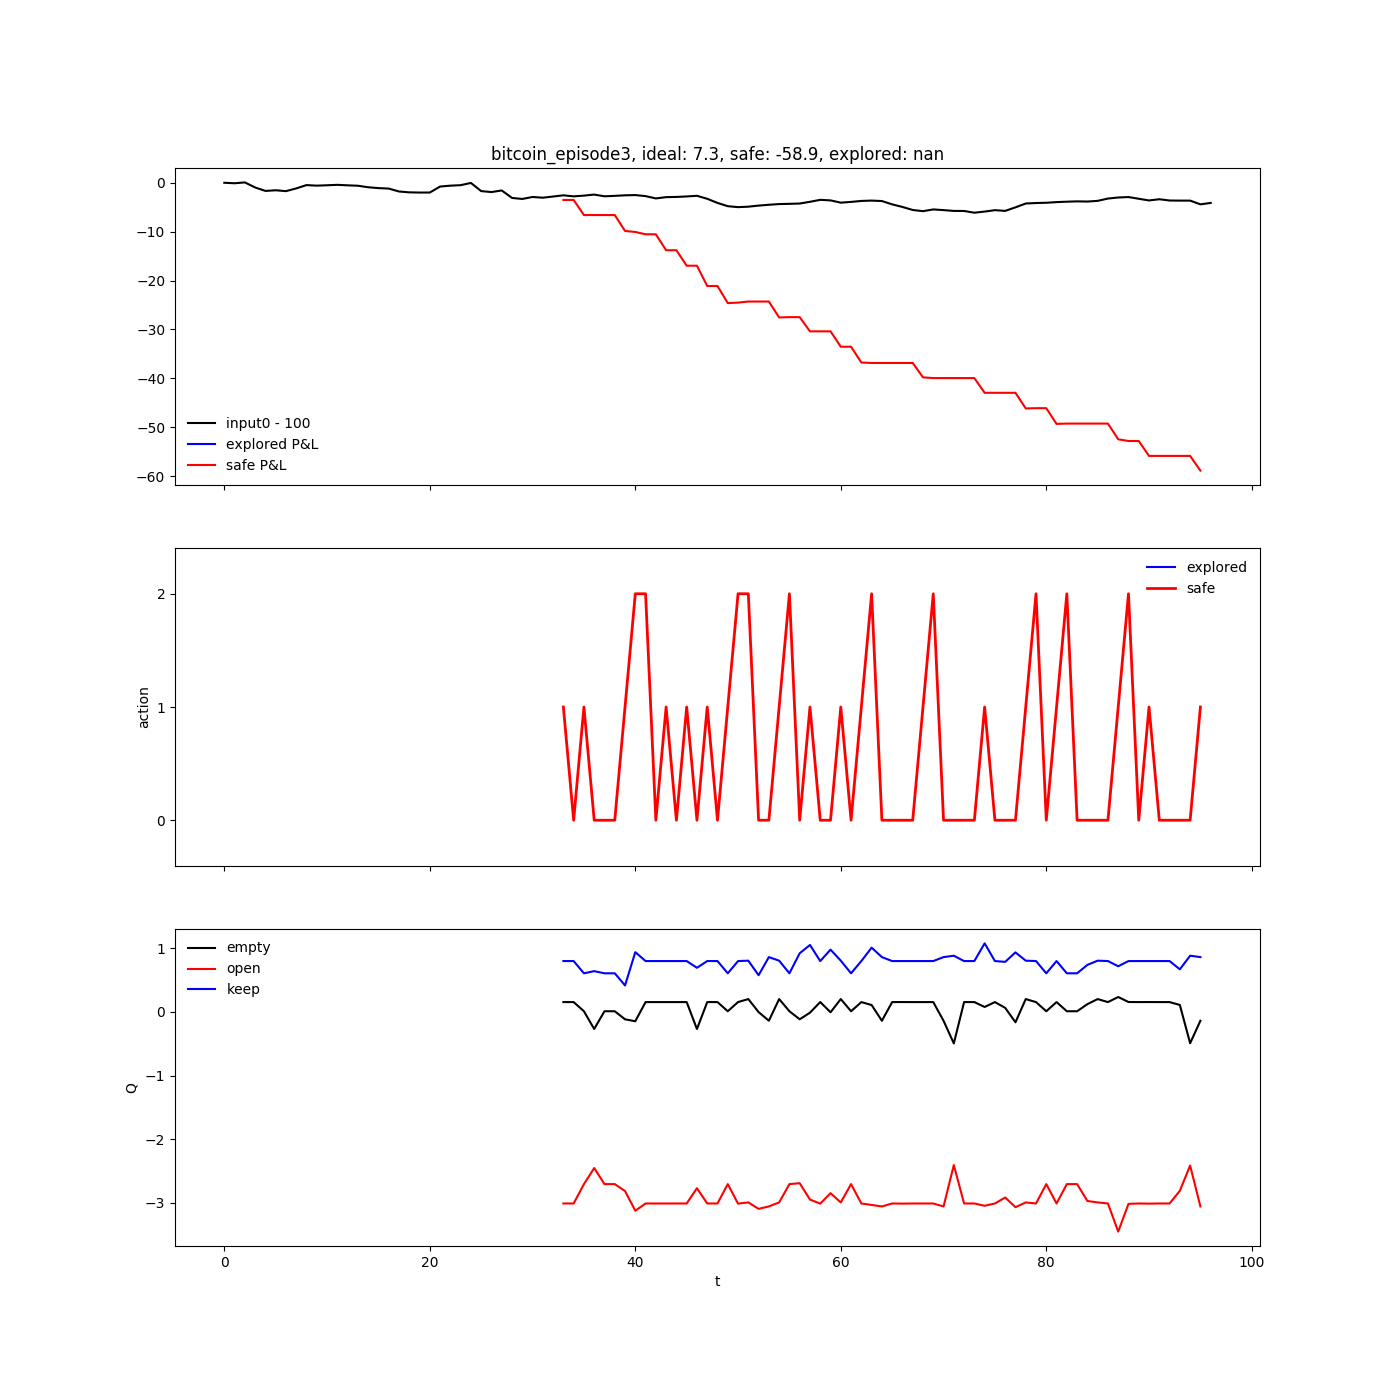 bitcoin_episode3, ideal: 7.3, safe: -58.9, explored: nan
0
−10
−20
−30
−40
−50
−60
input0 - 100
explored P&L
safe P&L
action
2
1
0
explored
safe
Q
1
0
−1
−2
−3
empty
open
keep
0
20
40
60
80
100
t